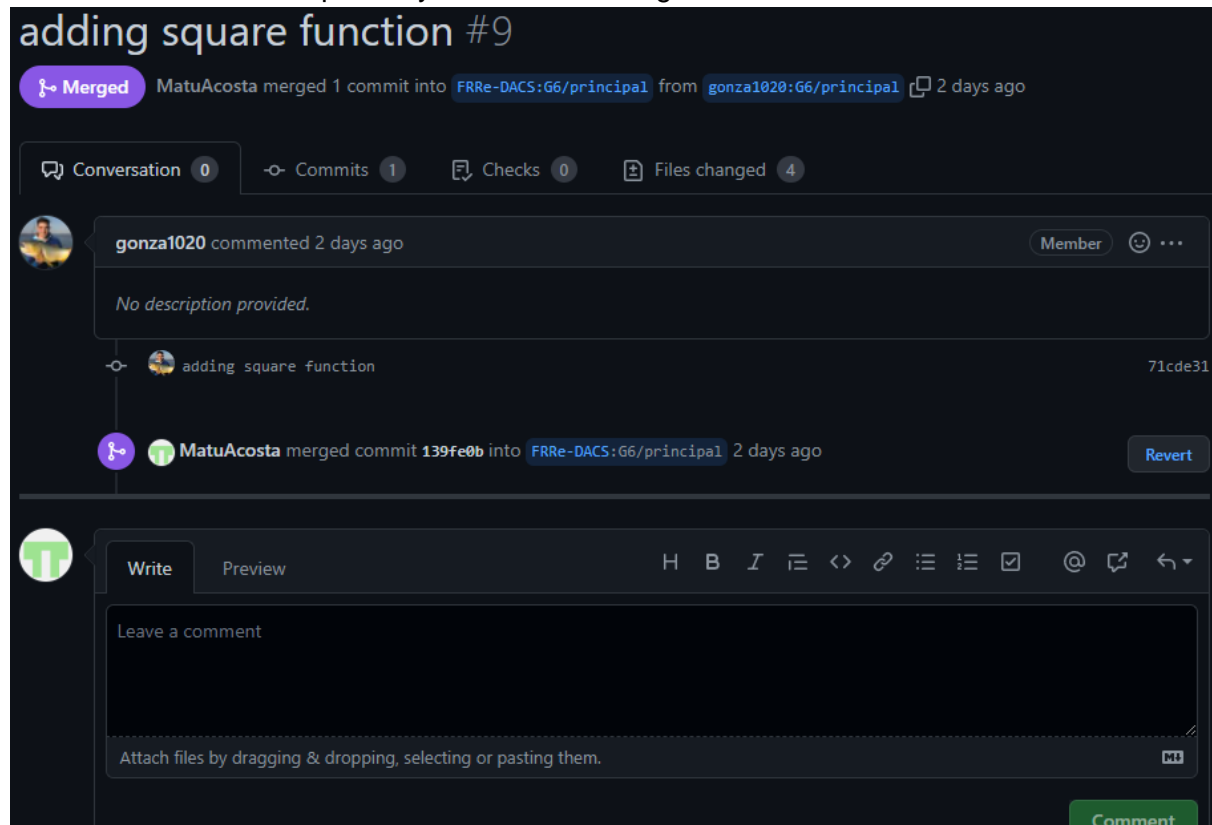 adding square function #9
Merged MatuAcosta merged 1 commit into FRRe-DACS:G6/principal from gonza1020:G6/principal 2 days ago
Conversation 0 Commits 1 Checks 0 Files changed 4
gonza1020 commented 2 days ago Member
No description provided.
adding square function 71cde31
MatuAcosta merged commit 139fe0b into FRRe-DACS:G6/principal 2 days ago Revert
Write Preview H B I
Leave a comment
Attach files by dragging & dropping, selecting or pasting them.
Comment